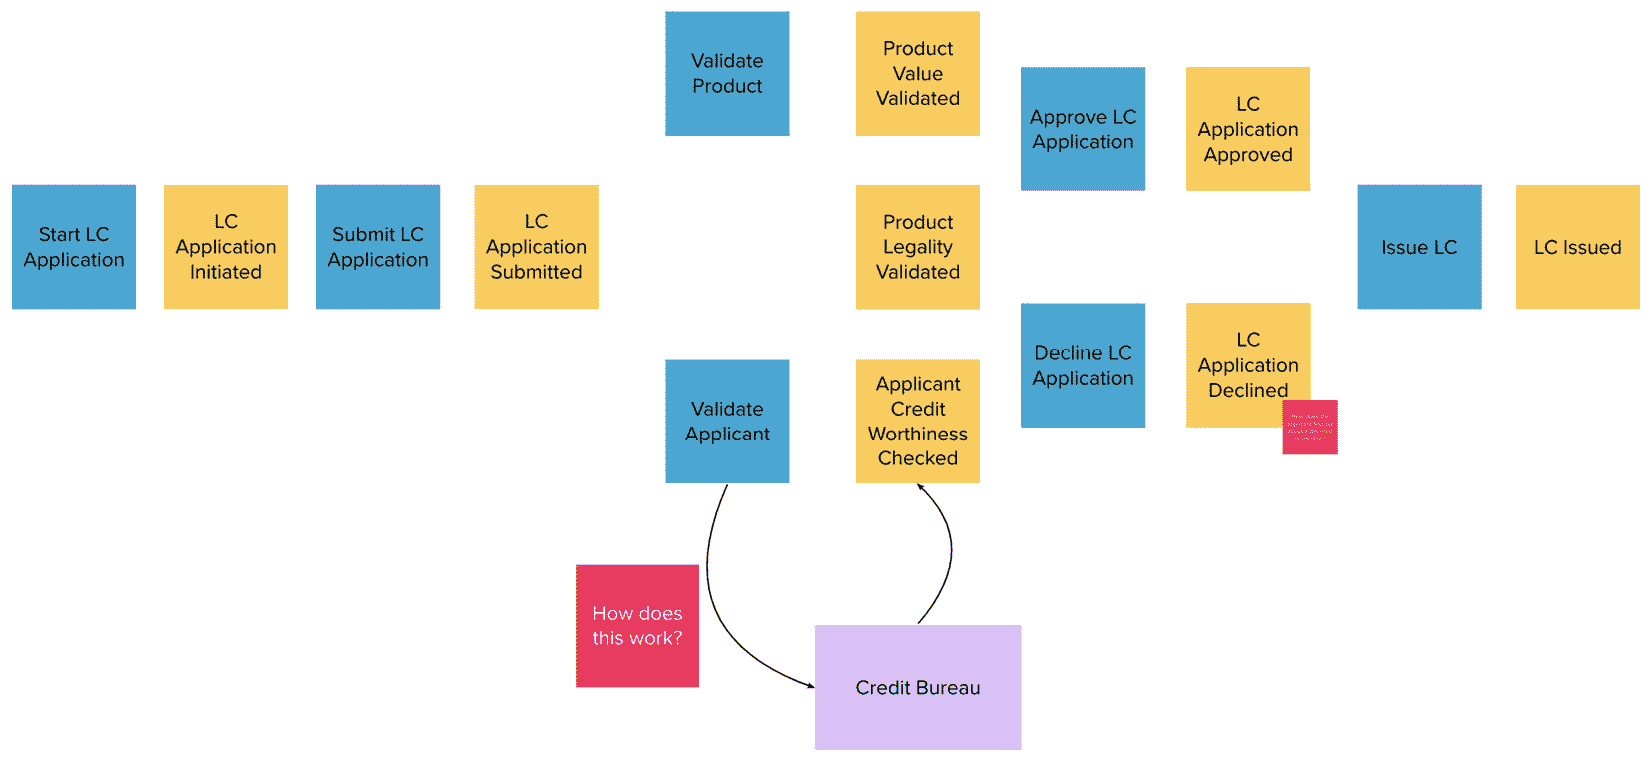 Validate
Product
Product
Value
Validated
Approve LC
Application
LC
Application
Approved
Start LC
Application
LC
Application
Initiated
Submit LC
Application
LC
Application
Submitted
Product
Legality
Validated
Issue LC
LC Issued
Validate
Applicant
Applicant
Credit
Worthiness
Checked
Decline LC
Application
LC
Application
Declined
How does
this work?
Credit Bureau